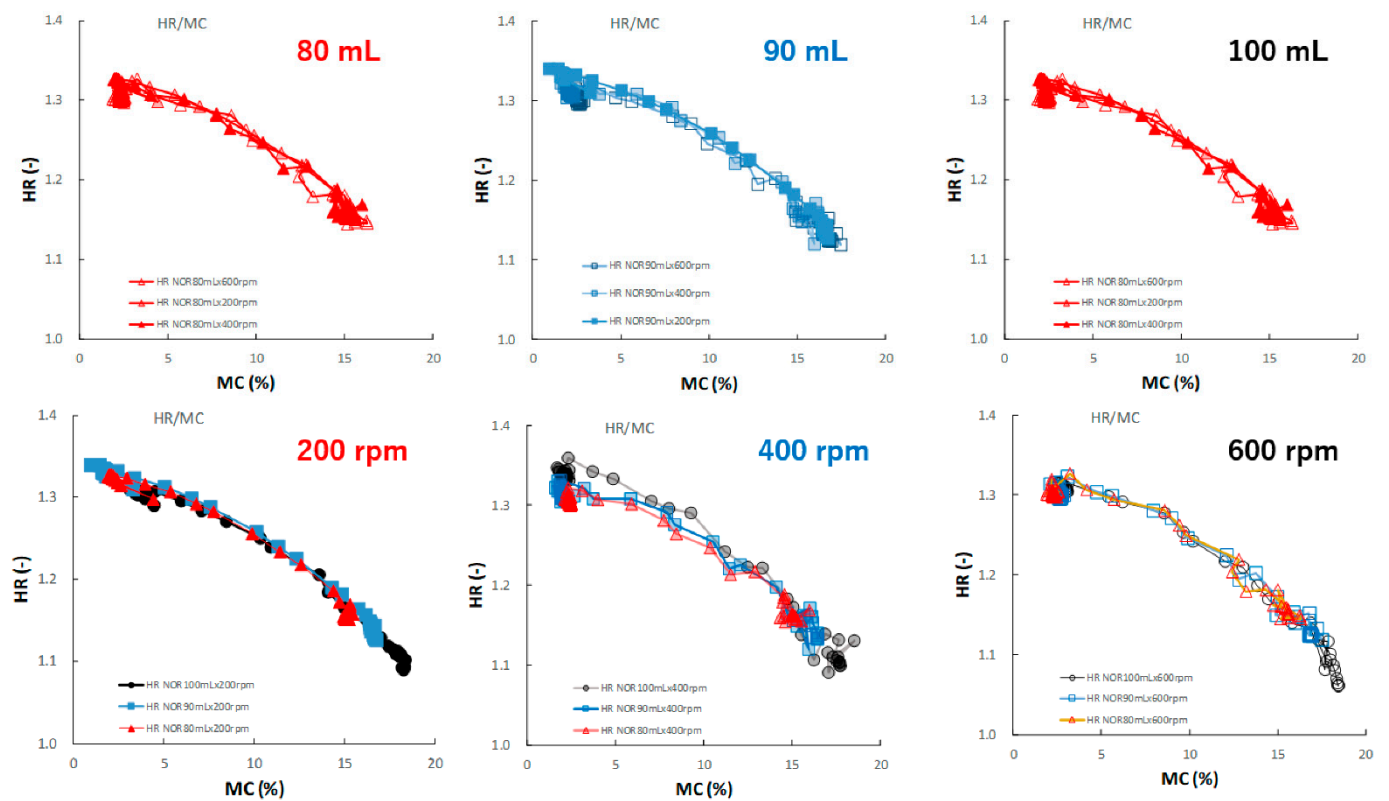 HR/MC
80 mL
1.4
1.3
1.2
1.1
1.0
HR (-)
HR NOR80mLx600rpm
HR NOR80mLx200rpm
HR NOR80mLx400rpm
0 5 10 15 20
MC (%)
HR/MC
90 mL
1.4
1.3
1.2
1.1
1.0
HR (-)
HR NOR90mLx600rpm
HR NOR90mLx400rpm
HR NOR90mLx200rpm
0 5 10 15 20
MC (%)
HR/MC
100 mL
1.4
1.3
1.2
1.1
1.0
HR (-)
HR NOR80mLx600rpm
HR NOR80mLx200rpm
HR NOR80mLx400rpm
0 5 10 15 20
MC (%)
HR/MC
200 rpm
1.4
1.3
1.2
1.1
1.0
HR (-)
HR NOR100mLx200rpm
HR NOR90mLx200rpm
HR NOR80mLx200rpm
0 5 10 15 20
MC (%)
HR/MC
400 rpm
1.4
1.3
1.2
1.1
1.0
HR (-)
HR NOR100mLx400rpm
HR NOR90mLx400rpm
HR NOR80mLx400rpm
0 5 10 15 20
MC (%)
HR/MC
600 rpm
1.4
1.3
1.2
1.1
1.0
HR (-)
HR NOR100mLx600rpm
HR NOR90mLx600rpm
HR NOR80mLx600rpm
0 5 10 15 20
MC (%)